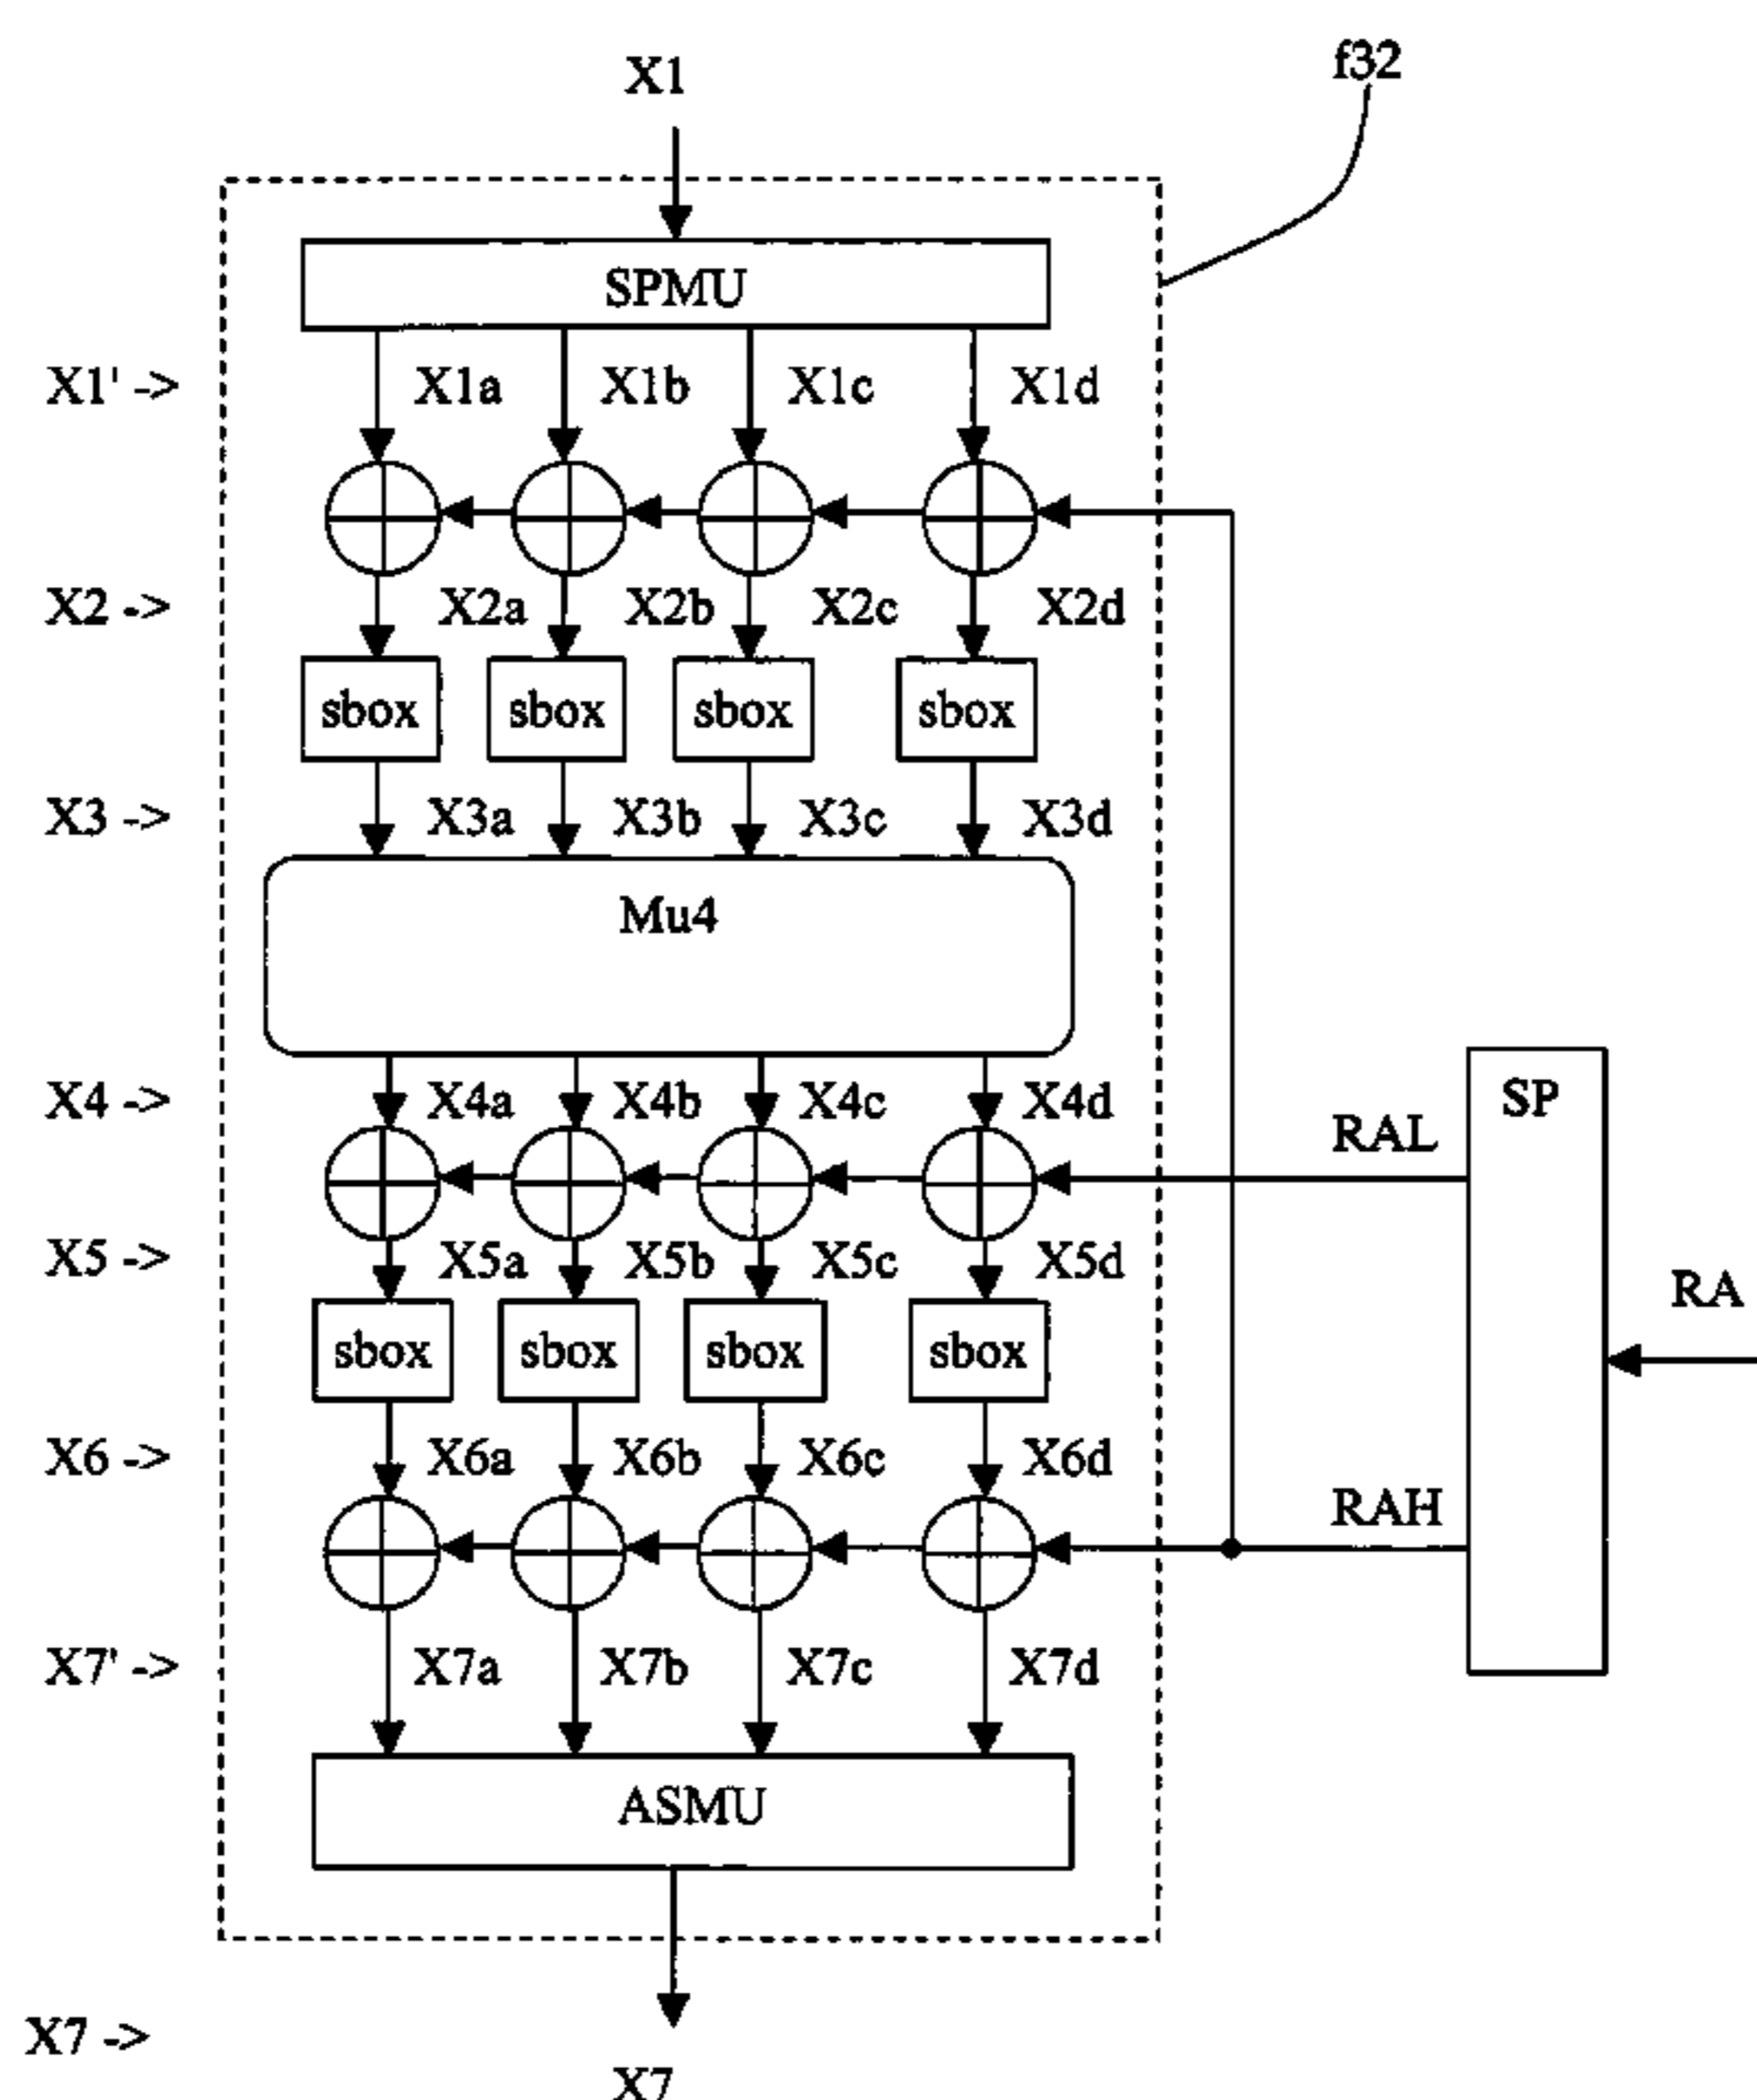 f32
X1
SPMU
X1' -> X1a X1b X1c X1d
X2 -> X2a X2b X2c X2d
sbox sbox sbox sbox
X3 -> X3a X3b X3c X3d
Mu4
X4 -> X4a X4b X4c X4d
SP
RAL
X5 -> X5a X5b X5c X5d
RA
sbox sbox sbox sbox
X6 -> X6a X6b X6c X6d
RAH
X7' -> X7a X7b X7c X7d
ASMU
X7 ->
X7